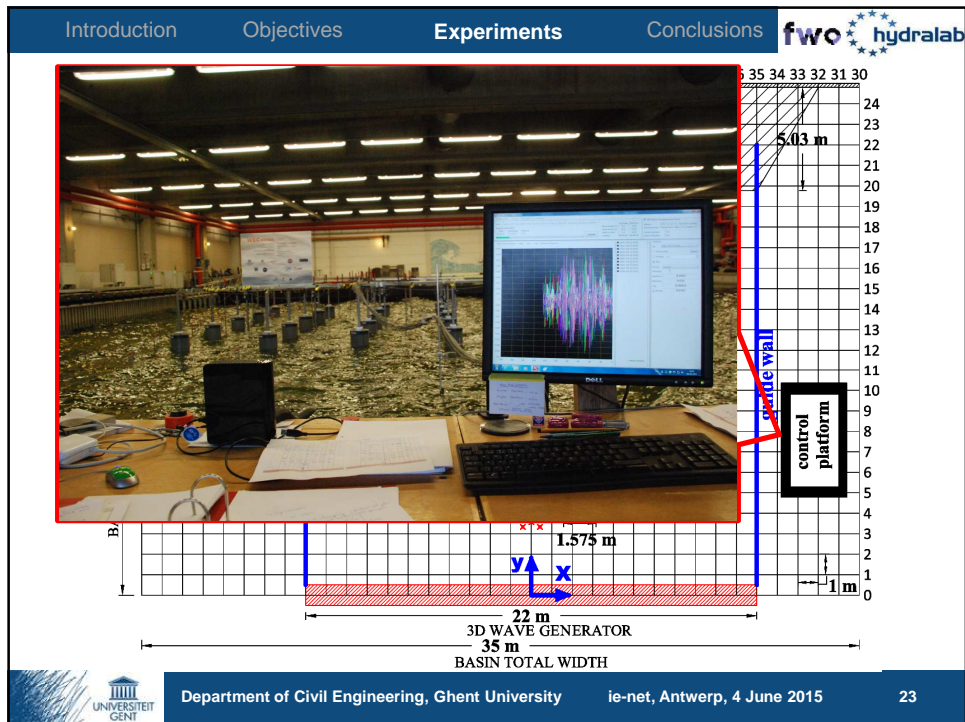 Introduction Objectives Experiments Conclusions fwo hydralab
35 34 33 32 31 30
24
23
5.03 m
22
21
20
19
18
17
16
15
14
13
12
guide wall
11
10
9
8
control
platform
7
6
5
4
3
2
1
0
DELL
BA
1.575 m
y x
1 m
22 m
3D WAVE GENERATOR
35 m
BASIN TOTAL WIDTH
UNIVERSITEIT
GENT
Department of Civil Engineering, Ghent University ie-net, Antwerp, 4 June 2015 23